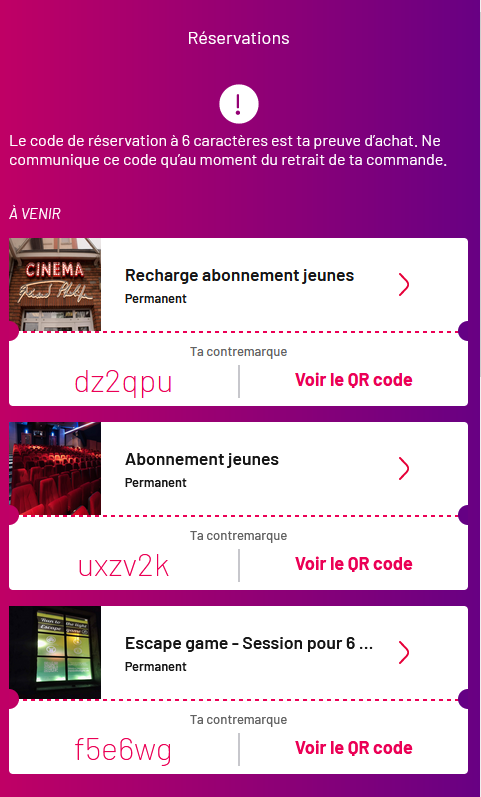 Réservations
!
Le code de réservation à 6 caractères est ta preuve d'achat. Ne
communique ce code qu'au moment du retrait de ta commande.
À VENIR
CINEMA
Recharge abonnement jeunes
Permanent
Ta contremarque
dz2qpu
Voir le QR code
Abonnement jeunes
Permanent
Ta contremarque
uxzv2k
Voir le QR code
Escape game - Session pour 6 ...
Permanent
Ta contremarque
f5e6wg
Voir le QR code